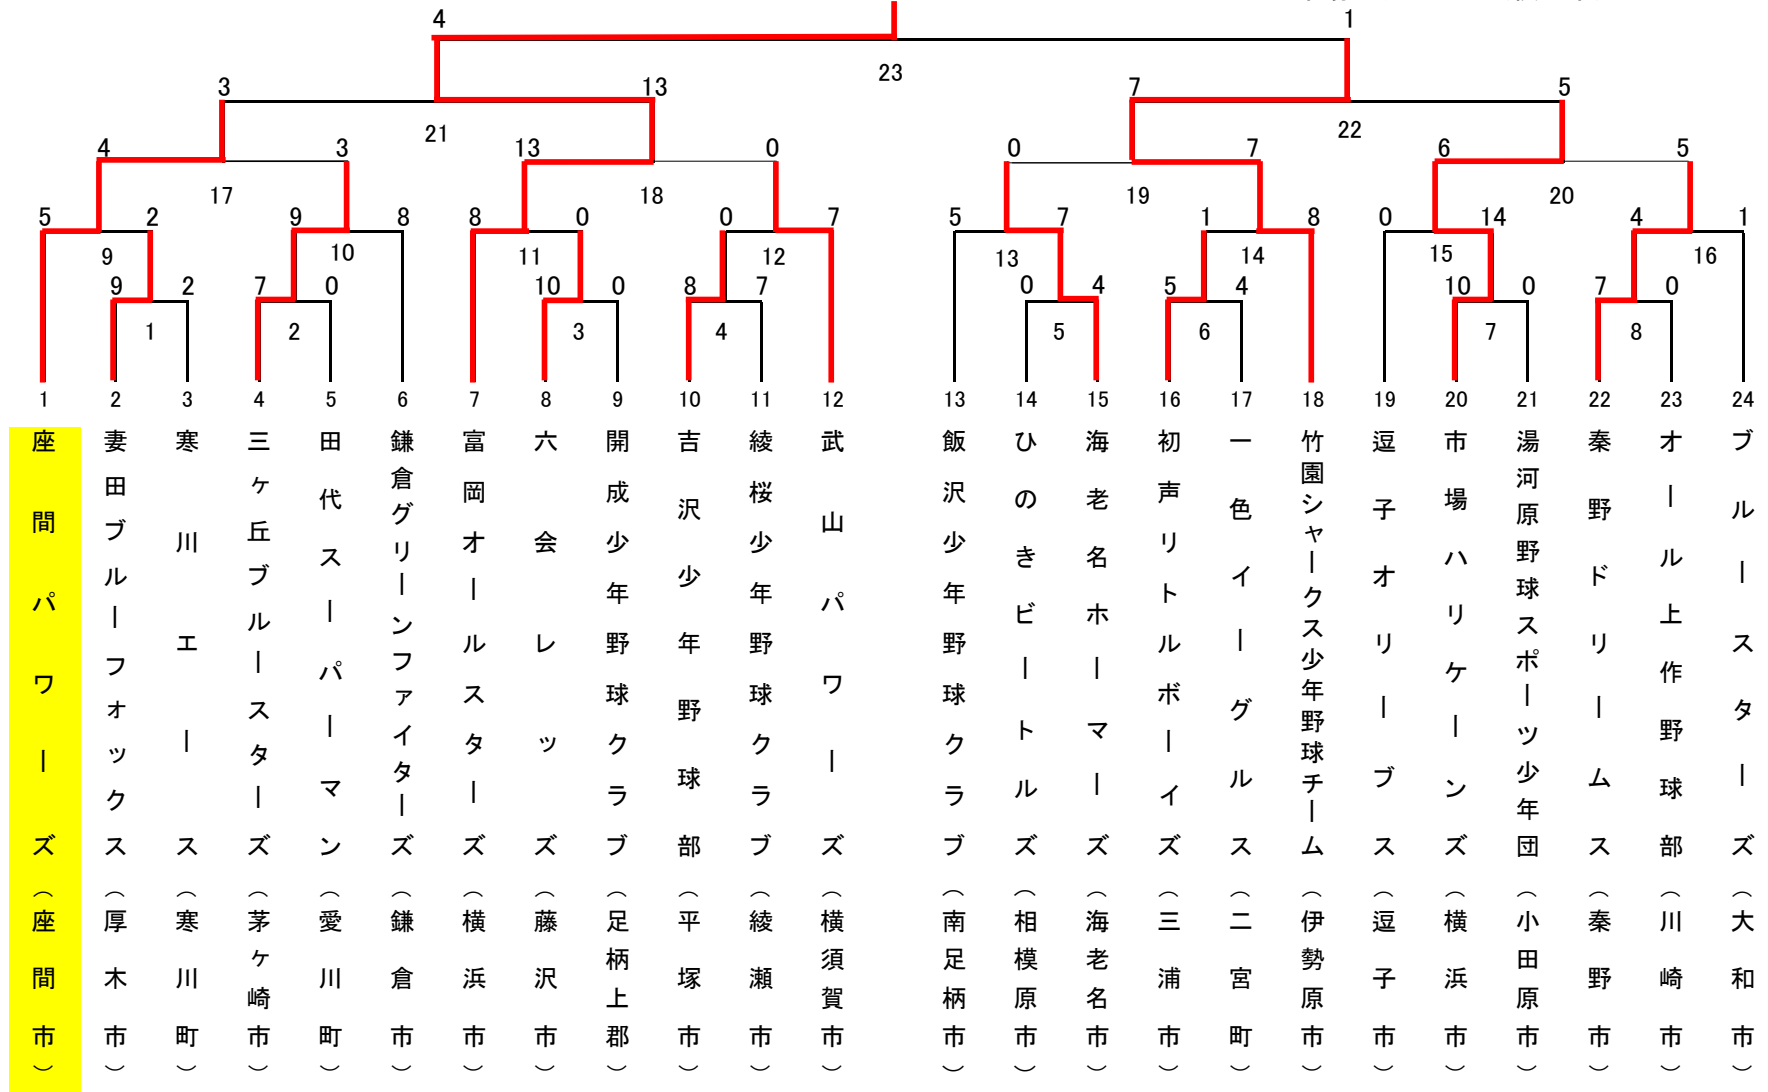 4 1
23
3 13 7 5
21 22
4 3 13 0 0 7 6 5
17 18 19 20
5 2 9 8 8 0 0 7 5 7 1 8 0 14 4 1
9 10 11 12 13 14 15 16
9 2 7 0 10 0 8 7 0 4 5 4 10 0 7 0
1 2 3 4 5 6 7 8
1 2 3 4 5 6 7 8 9 10 11 12 13 14 15 16 17 18 19 20 21 22 23 24
座間パワーズ（座間市）
妻田ブルーフォックス（厚木市）
寒川エース（寒川町）
三ヶ丘ブルースターズ（茅ヶ崎市）
田代スーパーマン（愛川町）
鎌倉グリーンファイターズ（鎌倉市）
富岡オールスターズ（横浜市）
六会レッズ（藤沢市）
開成少年野球クラブ（足柄上郡）
吉沢少年野球部（平塚市）
綾桜少年野球クラブ（綾瀬市）
武山パワーズ（横須賀市）
飯沢少年野球クラブ（南足柄市）
ひのきビートルズ（相模原市）
海老名ホーマーズ（海老名市）
初声リトルボーイズ（三浦市）
一色イーグルス（二宮町）
竹園シャークス少年野球チーム（伊勢原市）
逗子オリーブス（逗子市）
市場ハリケーンズ（横浜市）
湯河原野球スポーツ少年団（小田原市）
秦野ドリームス（秦野市）
オール上作野球部（川崎市）
ブルースターズ（大和市）